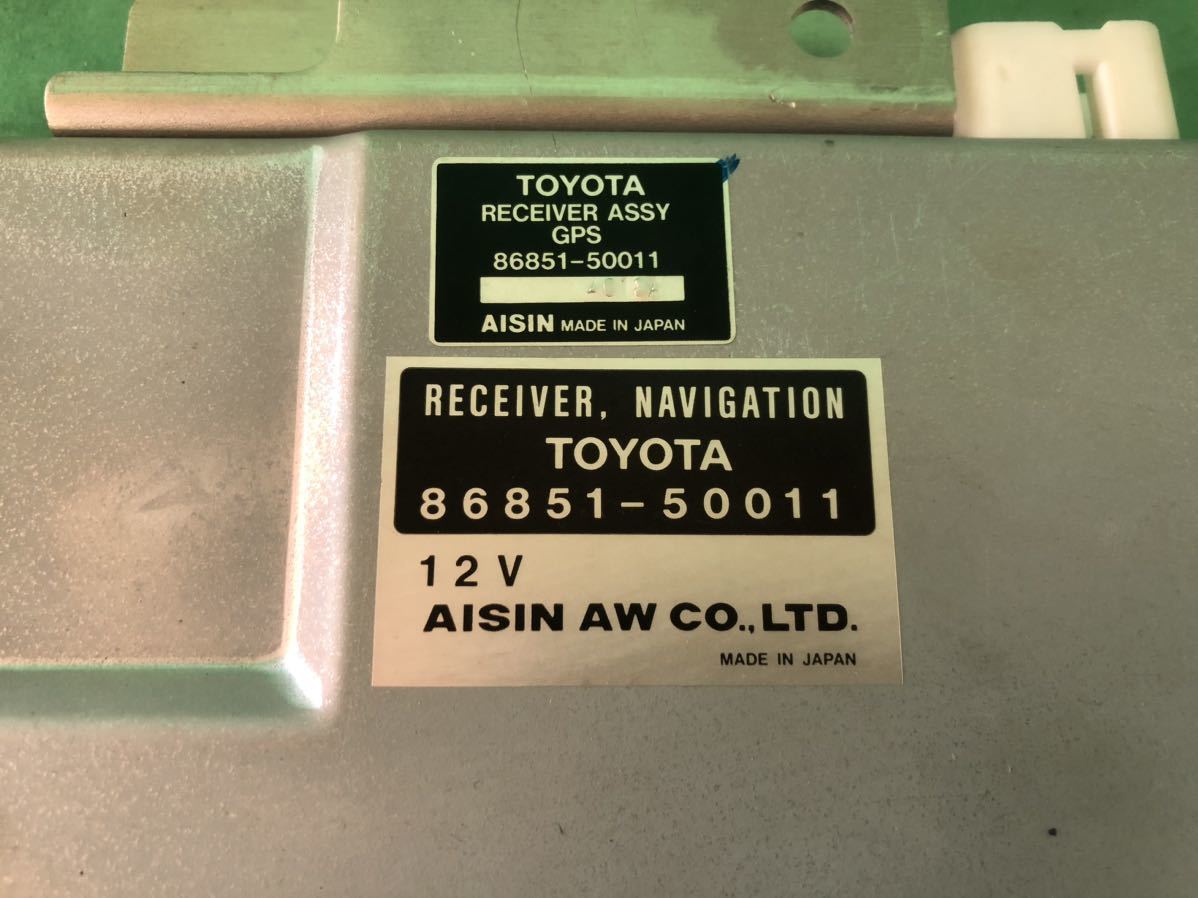 TOYOTA
RECEIVER ASSY
GPS
86851-50011
AISIN MADE IN JAPAN
RECEIVER, NAVIGATION
TOYOTA
86851-50011
12V
AISIN AW CO.,LTD.
MADE IN JAPAN